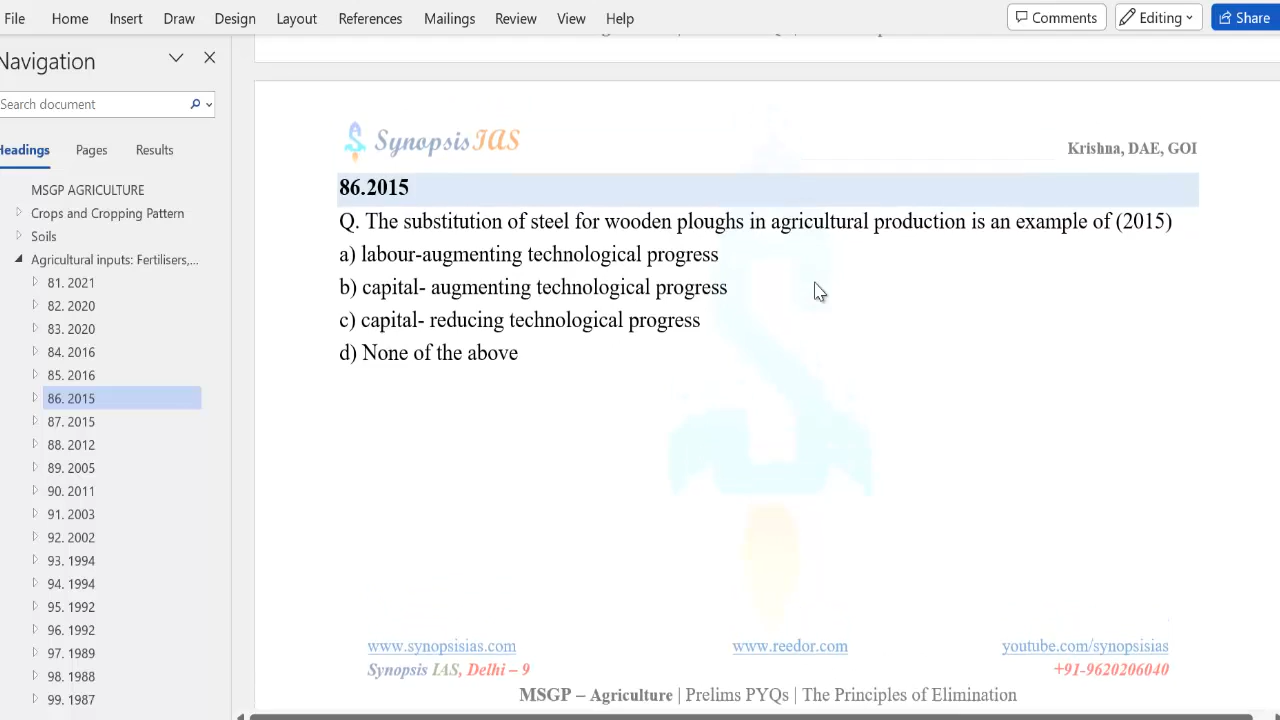 File Home Insert Draw Design Layout References Mailings Review View Help Comments Editing Share
Navigation
Search document
Headings Pages Results
MSGP AGRICULTURE
Crops and Cropping Pattern
Soils
Agricultural inputs: Fertilisers,...
81. 2021
82. 2020
83. 2020
84. 2016
85. 2016
86. 2015
87. 2015
88. 2012
89. 2005
90. 2011
91. 2003
92. 2002
93. 1994
94. 1994
95. 1992
96. 1992
97. 1989
98. 1988
99. 1987
SynopsisIAS
Krishna, DAE, GOI
86.2015
Q. The substitution of steel for wooden ploughs in agricultural production is an example of (2015)
a) labour-augmenting technological progress
b) capital- augmenting technological progress
c) capital- reducing technological progress
d) None of the above
www.synopsisias.com www.reedor.com youtube.com/synopsisias
Synopsis IAS, Delhi – 9 +91-9620206040
MSGP – Agriculture | Prelims PYQs | The Principles of Elimination